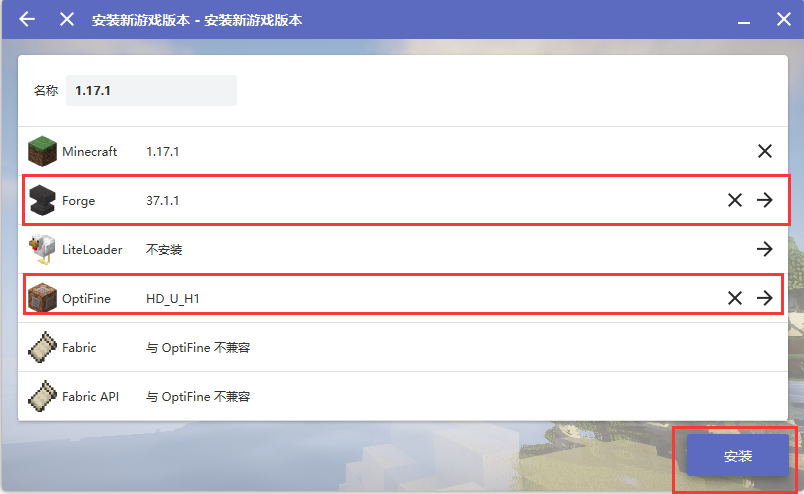 安装新游戏版本 - 安装新游戏版本
名称 1.17.1
Minecraft 1.17.1
Forge 37.1.1
LiteLoader 不安装
OptiFine HD_U_H1
Fabric 与 OptiFine 不兼容
Fabric API 与 OptiFine 不兼容
安装